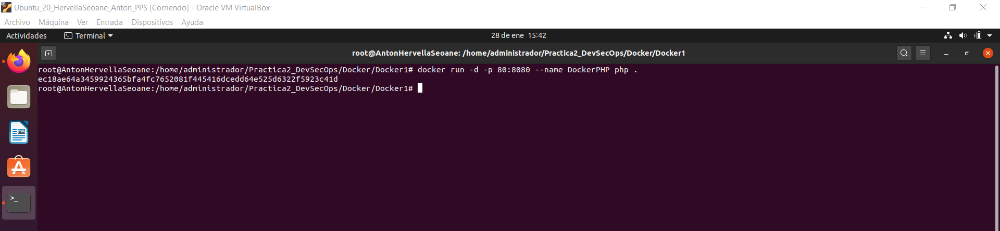 Ubuntu_20_HervellaSeoane_Anton_PPS [Corriendo] - Oracle VM VirtualBox
Archivo Máquina Ver Entrada Dispositivos Ayuda
Actividades Terminal 28 de ene 15:42
root@AntonHervellaSeoane: /home/administrador/Practica2_DevSecOps/Docker/Docker1
root@AntonHervellaSeoane:/home/administrador/Practica2_DevSecOps/Docker/Docker1# docker run -d -p 80:8080 --name DockerPHP php .
ec18ae64a3459924365bfa4fc7652081f445416dcedd64e525d6322f5923c41d
root@AntonHervellaSeoane:/home/administrador/Practica2_DevSecOps/Docker/Docker1#